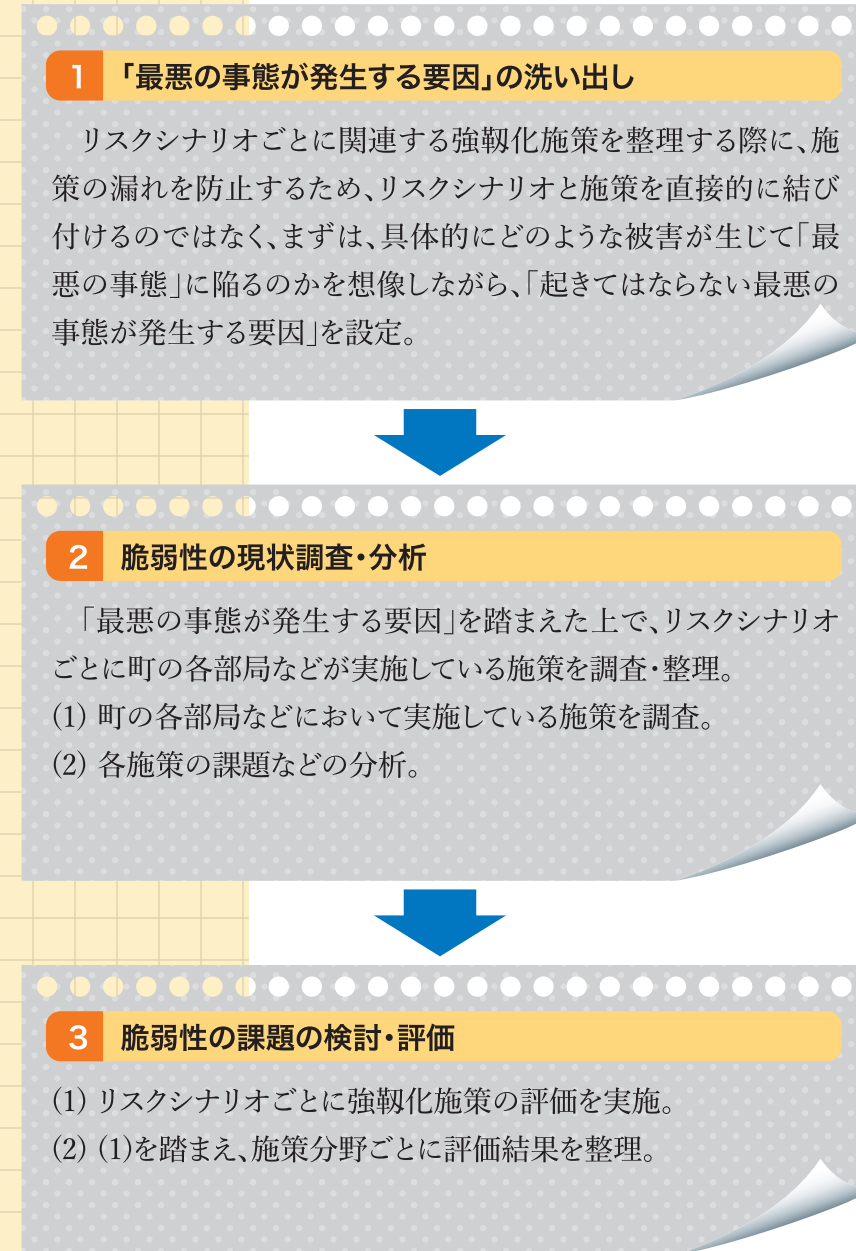 1 「最悪の事態が発生する要因」の洗い出し
リスクシナリオごとに関連する強靱化施策を整理する際に、施
策の漏れを防止するため、リスクシナリオと施策を直接的に結び
付けるのではなく、まずは、具体的にどのような被害が生じて「最
悪の事態」に陥るのかを想像しながら、「起きてはならない最悪の
事態が発生する要因」を設定。
2 脆弱性の現状調査・分析
「最悪の事態が発生する要因」を踏まえた上で、リスクシナリオ
ごとに町の各部局などが実施している施策を調査・整理。
(1) 町の各部局などにおいて実施している施策を調査。
(2) 各施策の課題などの分析。
3 脆弱性の課題の検討・評価
(1) リスクシナリオごとに強靱化施策の評価を実施。
(2) (1)を踏まえ、施策分野ごとに評価結果を整理。